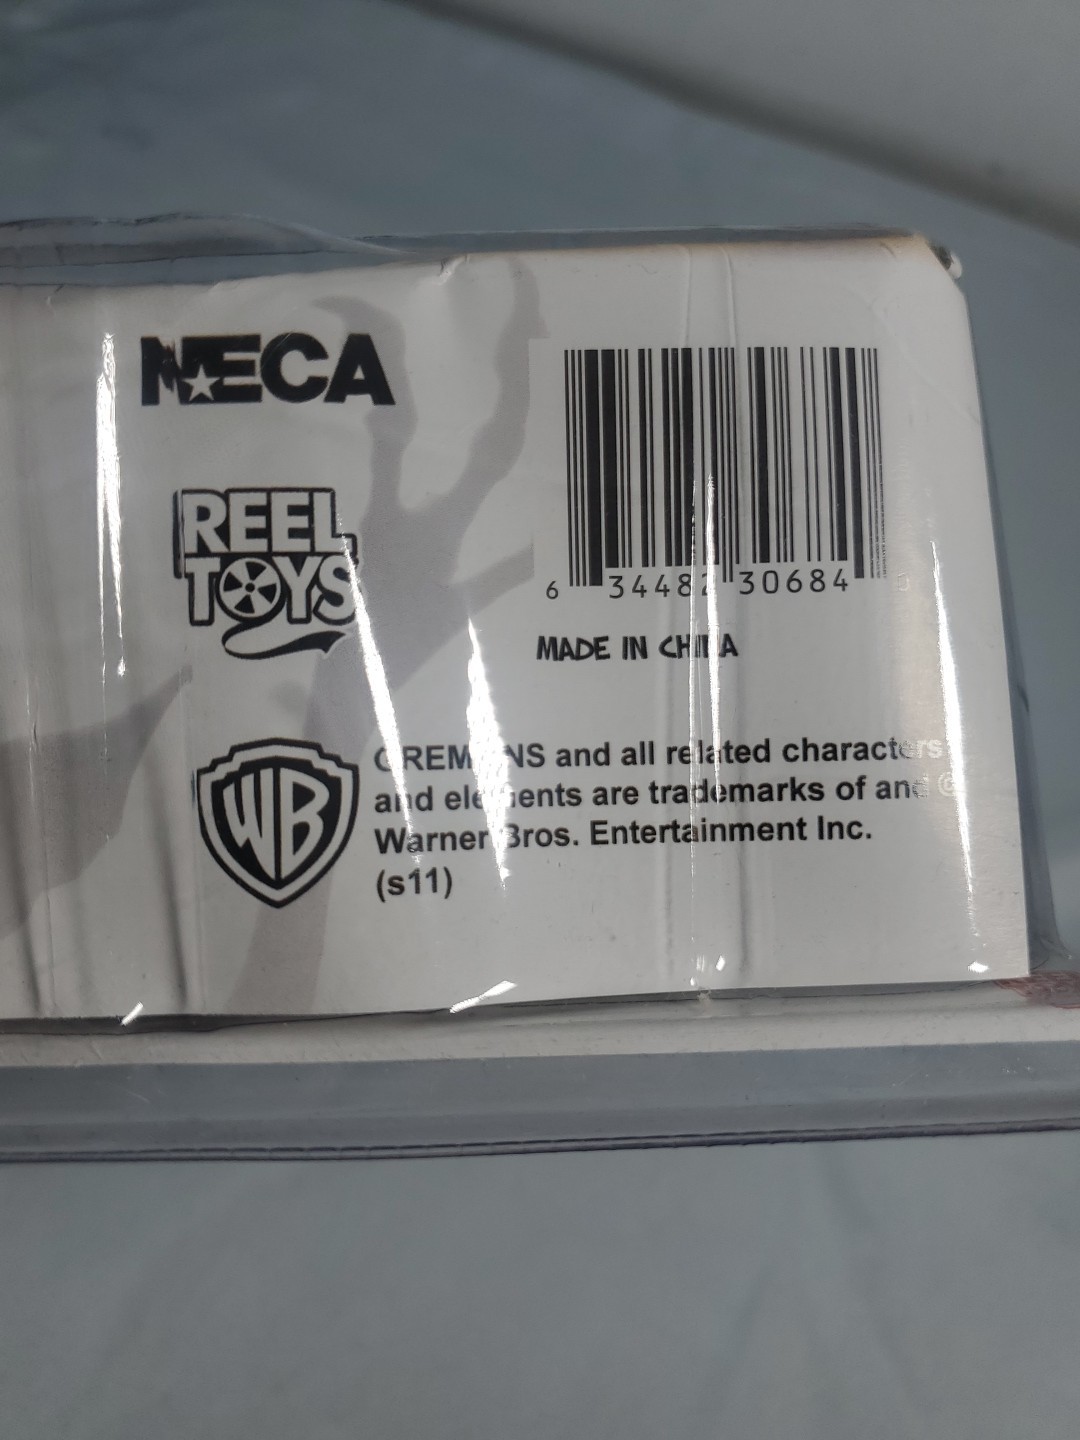 NECA
REEL
TOYS
6 34482 30684
MADE IN CHINA
WB
GREMLINS and all related characters
and elements are trademarks of and ©
Warner Bros. Entertainment Inc.
(s11)